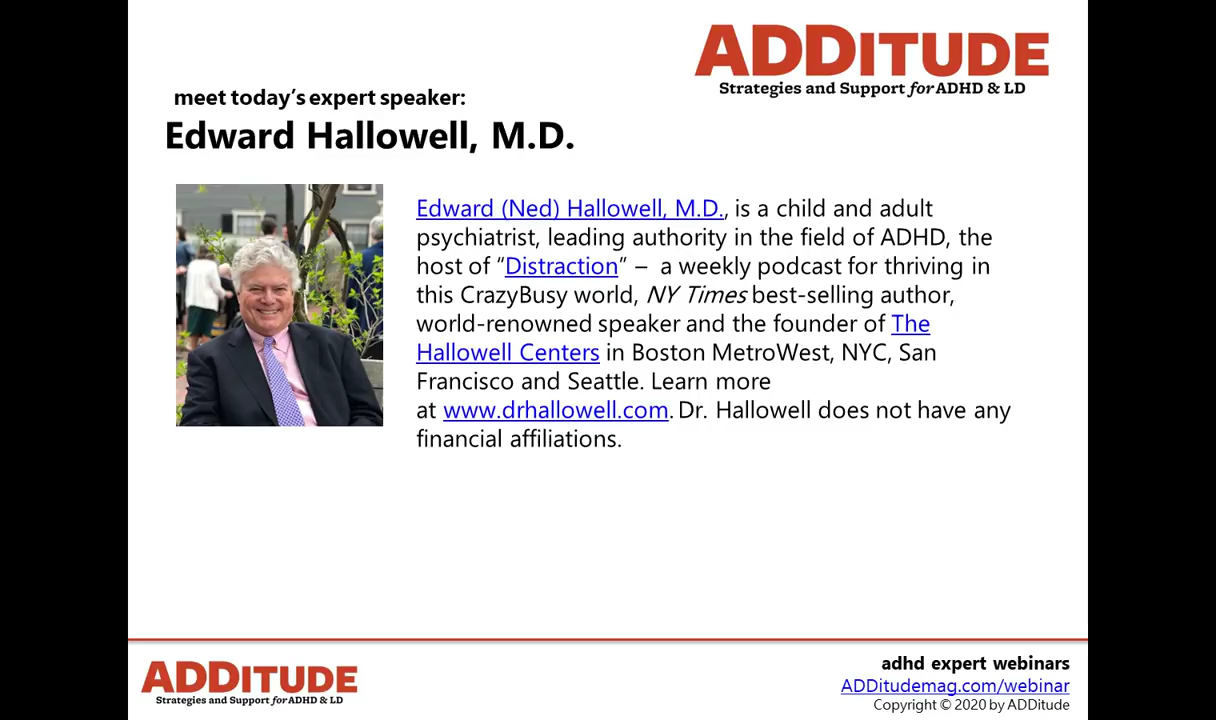 ADDITUDE
Strategies and Support for ADHD & LD
meet today's expert speaker:
Edward Hallowell, M.D.
Edward (Ned) Hallowell, M.D., is a child and adult
psychiatrist, leading authority in the field of ADHD, the
host of “Distraction” – a weekly podcast for thriving in
this CrazyBusy world, NY Times best-selling author,
world-renowned speaker and the founder of The
Hallowell Centers in Boston MetroWest, NYC, San
Francisco and Seattle. Learn more
at www.drhallowell.com. Dr. Hallowell does not have any
financial affiliations.
ADDITUDE
Strategies and Support for ADHD & LD
adhd expert webinars
ADDitudemag.com/webinar
Copyright © 2020 by ADDitude